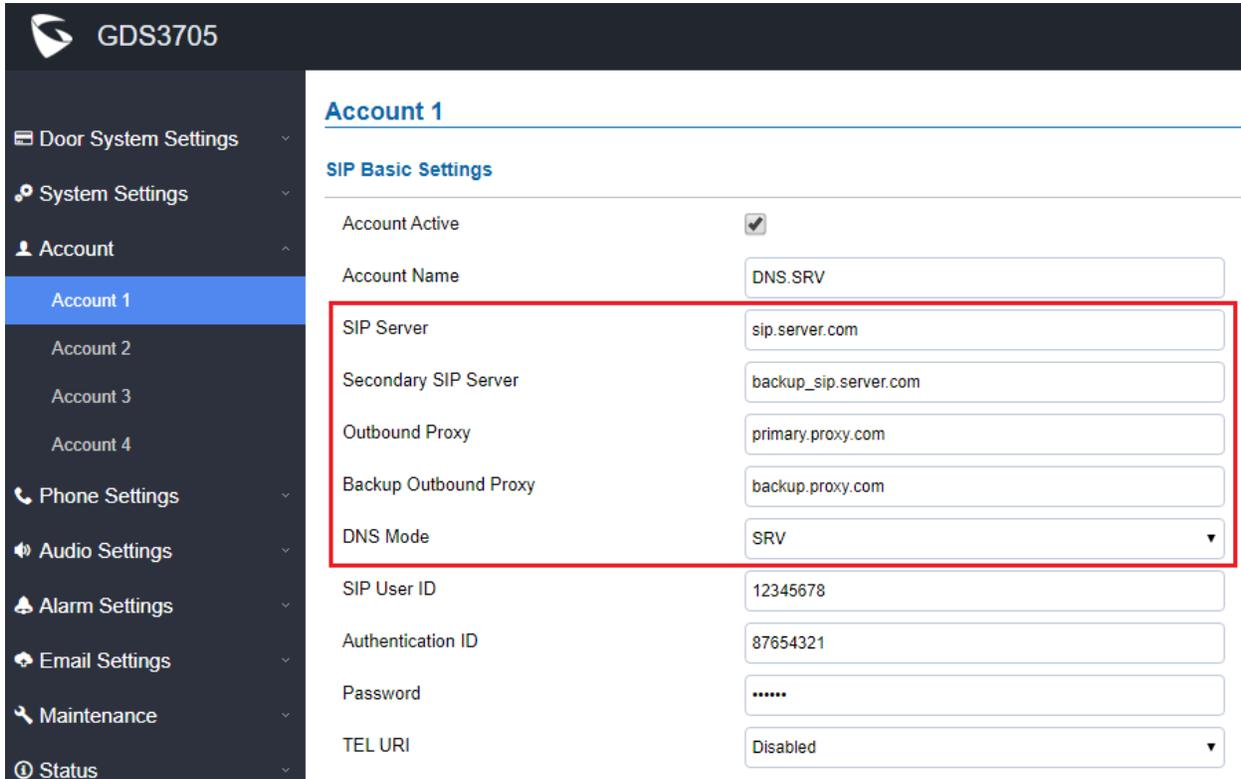 GDS3705
Door System Settings
System Settings
Account
Account 1
Account 2
Account 3
Account 4
Phone Settings
Audio Settings
Alarm Settings
Email Settings
Maintenance
Status
Account 1
SIP Basic Settings
Account Active
Account Name DNS.SRV
SIP Server sip.server.com
Secondary SIP Server backup_sip.server.com
Outbound Proxy primary.proxy.com
Backup Outbound Proxy backup.proxy.com
DNS Mode SRV
SIP User ID 12345678
Authentication ID 87654321
Password ••••••
TEL URI Disabled